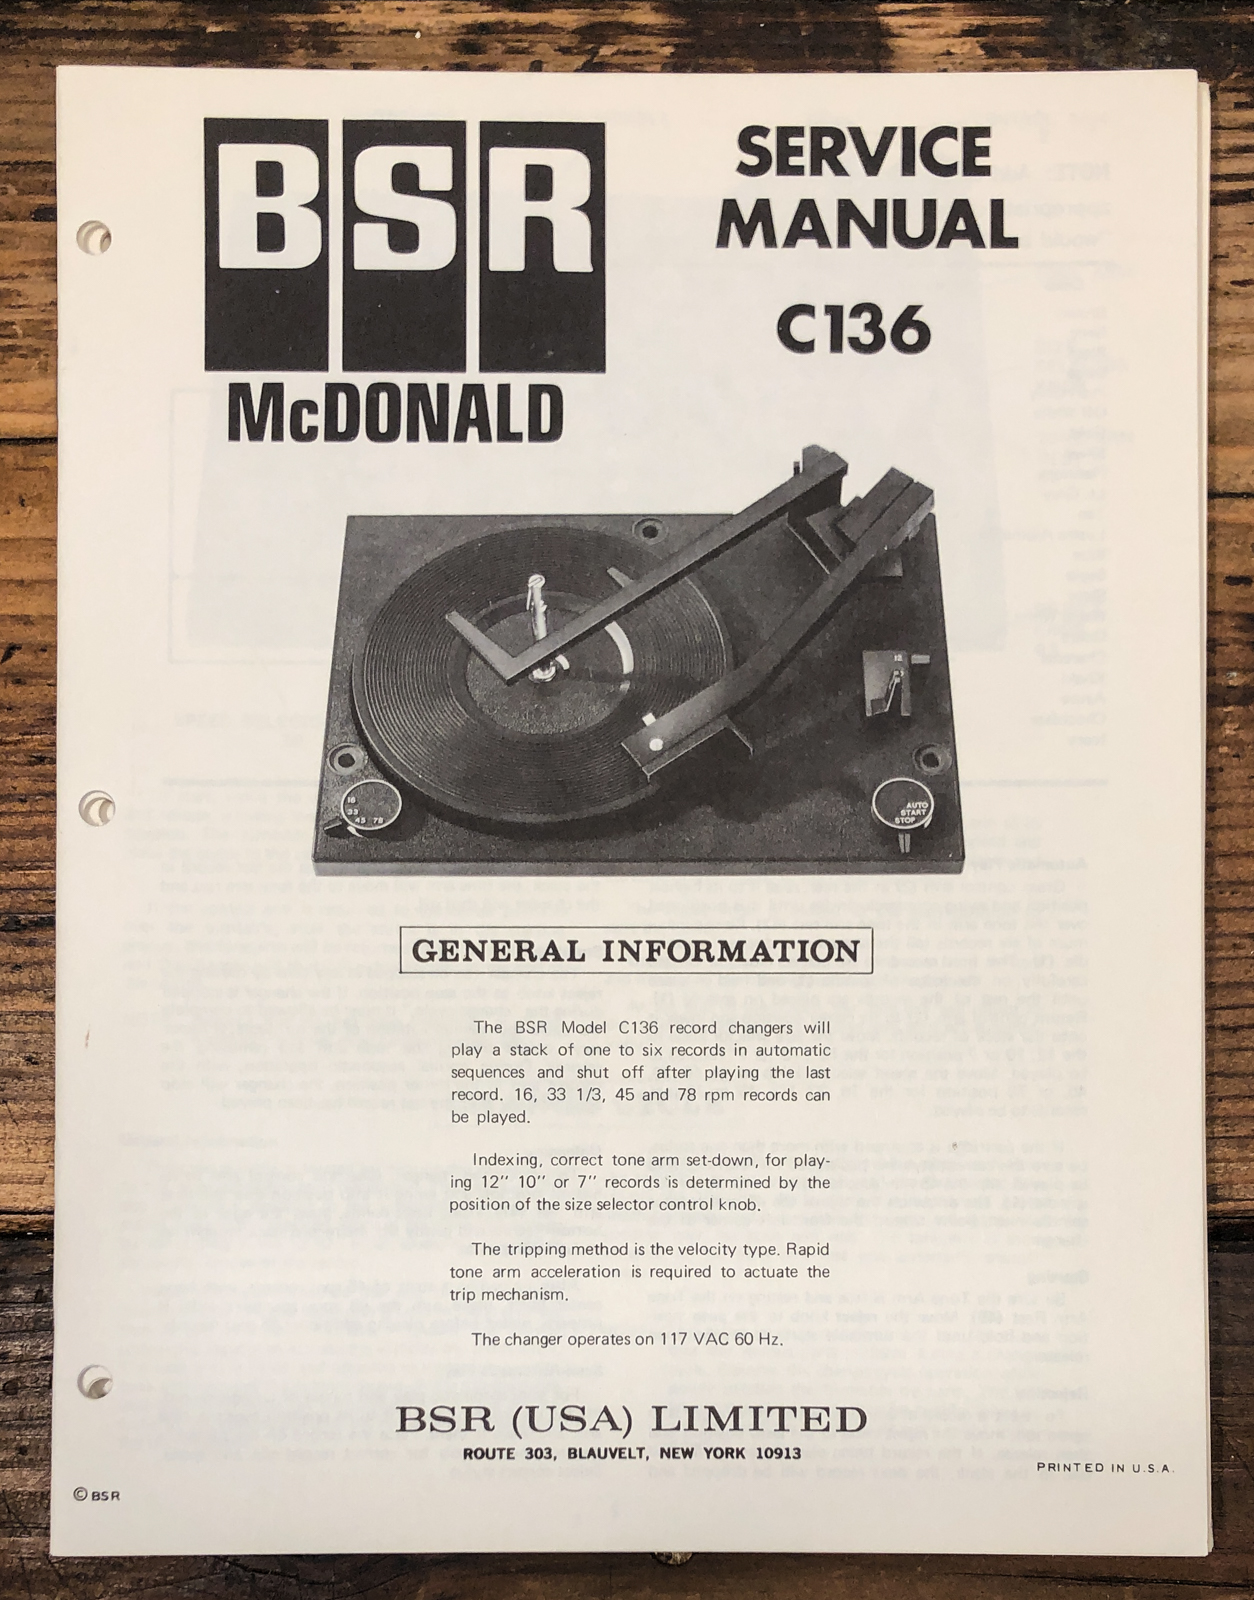 BSR
McDONALD
SERVICE
MANUAL
C136
12
16
33
45 78
AUTO
START
STOP
GENERAL INFORMATION
The BSR Model C136 record changers will
play a stack of one to six records in automatic
sequences and shut off after playing the last
record. 16, 33 1/3, 45 and 78 rpm records can
be played.
Indexing, correct tone arm set-down, for play-
ing 12'' 10'' or 7'' records is determined by the
position of the size selector control knob.
The tripping method is the velocity type. Rapid
tone arm acceleration is required to actuate the
trip mechanism.
The changer operates on 117 VAC 60 Hz.
BSR (USA) LIMITED
ROUTE 303, BLAUVELT, NEW YORK 10913
PRINTED IN U.S.A.
© BSR